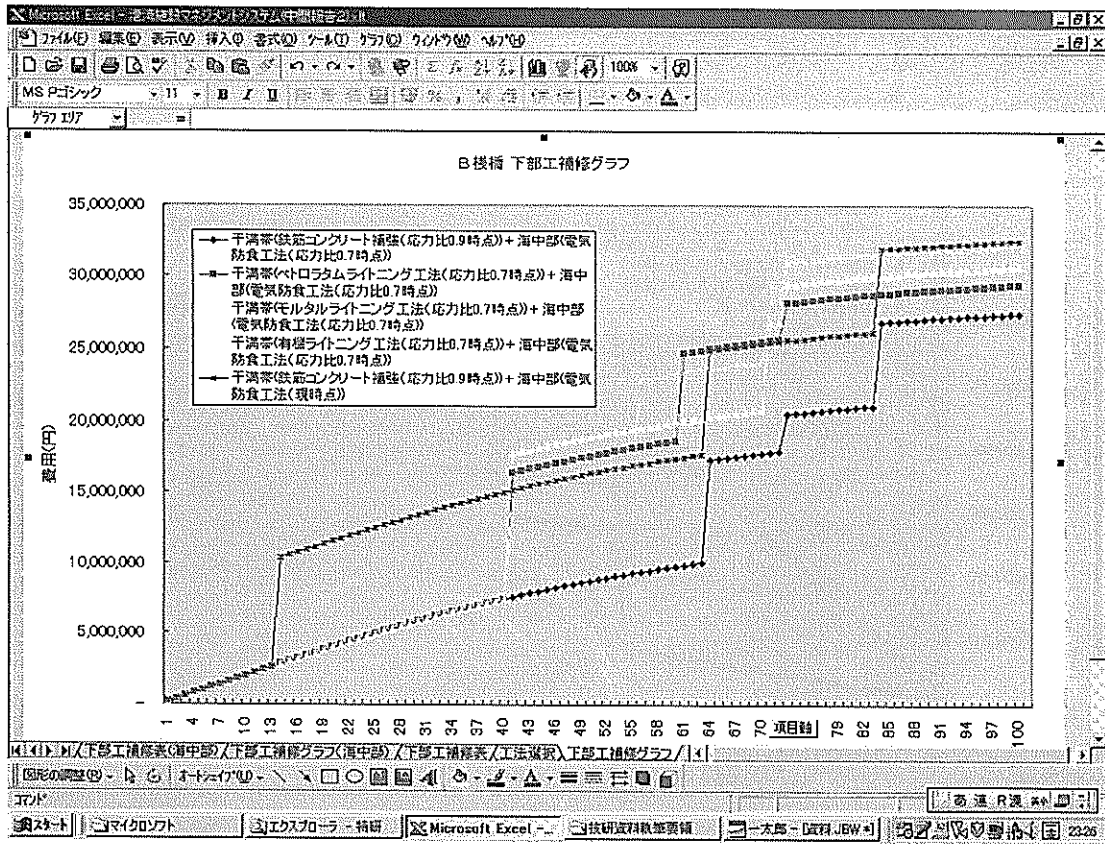 Microsoft Excel -
ファイル(F) 編集(E) 表示(V) 挿入(I) 書式(O) ツール(T) グラフ(C) ウィンドウ(W) ヘルプ(H)
100%
MS Pゴシック 11 B I U
グラフ エリア =
B桟橋 下部工補修グラフ
35,000,000
30,000,000
25,000,000
20,000,000
15,000,000
10,000,000
5,000,000
-
費用(円)
干満帯(鉄筋コンクリート補強(応力比0.9時点))+海中部(電気
防食工法(応力比0.7時点))
干満帯(ペトロラタムライトニング工法(応力比0.7時点))+海中
部(電気防食工法(応力比0.7時点))
干満帯(モルタルライトニング工法(応力比0.7時点))+海中部
(電気防食工法(応力比0.7時点))
干満帯(有機ライトニング工法(応力比0.7時点))+海中部(電気
防食工法(応力比0.7時点))
干満帯(鉄筋コンクリート補強(応力比0.9時点))+海中部(電気
防食工法(現時点))
1 4 7 10 13 16 19 22 25 28 31 34 37 40 43 46 49 52 55 58 61 64 67 70 項目軸 79 82 85 88 91 94 97 100
下部工補修表(海中部) 下部工補修グラフ(海中部) 下部工補修表 工法選択 下部工補修グラフ
図形の調整(R) オートシェイプ(U)
コマンド
スタート マイクロソフト エクスプローラ - 特研 Microsoft Excel - 技研資料執筆要領 一太郎 - [資料.JBW *] 23:26